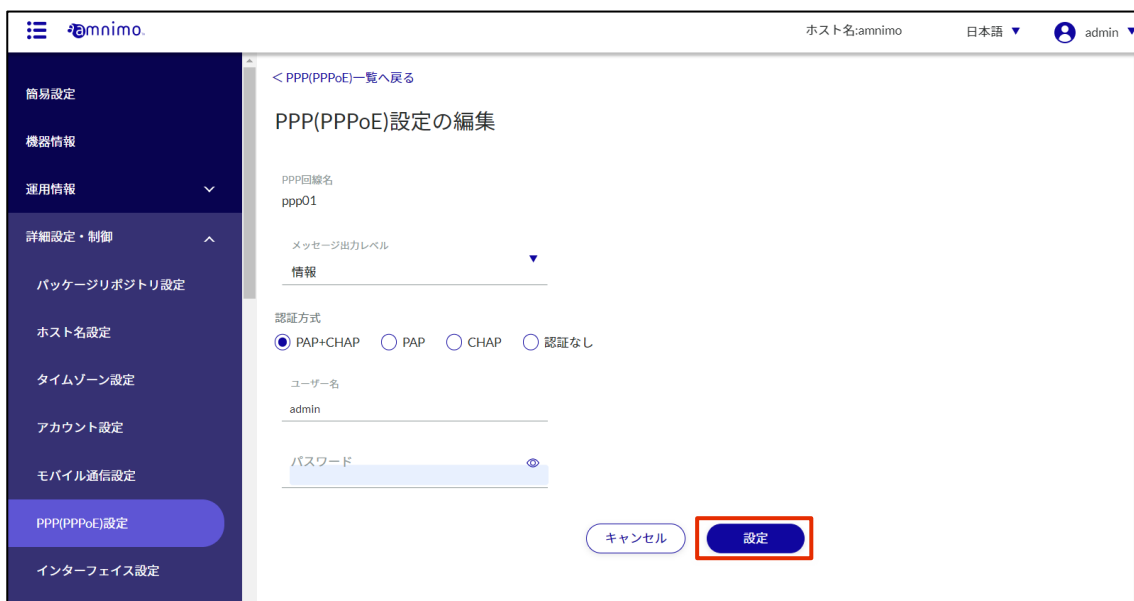 amnimo
ホスト名:amnimo
日本語
admin
簡易設定
機器情報
運用情報
詳細設定・制御
パッケージリポジトリ設定
ホスト名設定
タイムゾーン設定
アカウント設定
モバイル通信設定
PPP(PPPoE)設定
インターフェイス設定
< PPP(PPPoE)一覧へ戻る
PPP(PPPoE)設定の編集
PPP回線名
ppp01
メッセージ出力レベル
情報
認証方式
PAP+CHAP PAP CHAP 認証なし
ユーザー名
admin
パスワード
キャンセル 設定